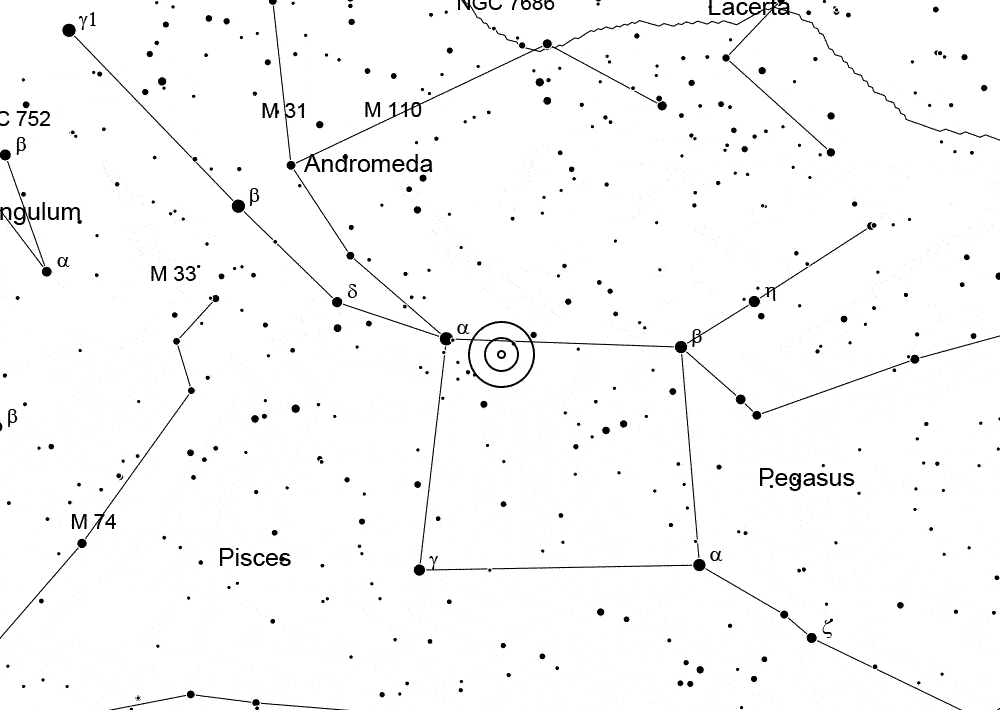 NGC 7686
Lacerta
γ1
M 31
M 110
C 752
β
Andromeda
β
ngulum
α
M 33
δ
η
α
β
β
Pegasus
M 74
Pisces
γ
α
ζ